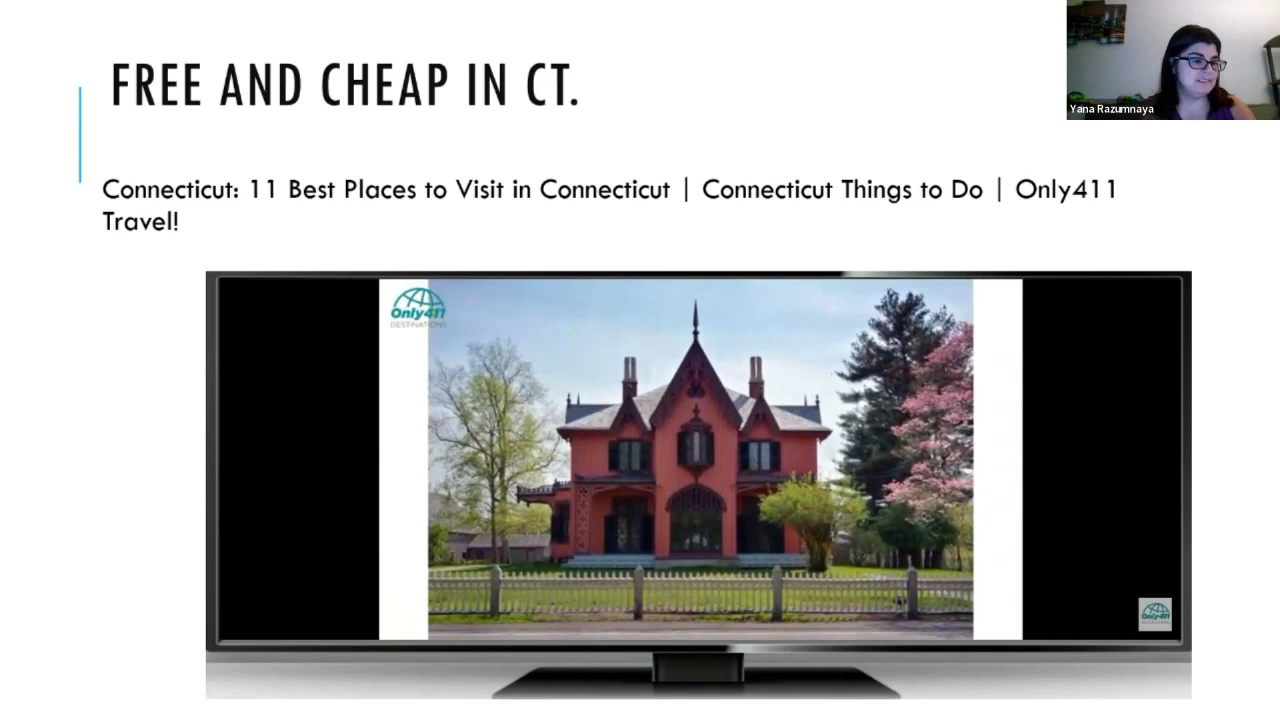 FREE AND CHEAP IN CT.
Yana Razumnaya
Connecticut: 11 Best Places to Visit in Connecticut | Connecticut Things to Do | Only411
Travel!
Only411
DESTINATIONS
Only411